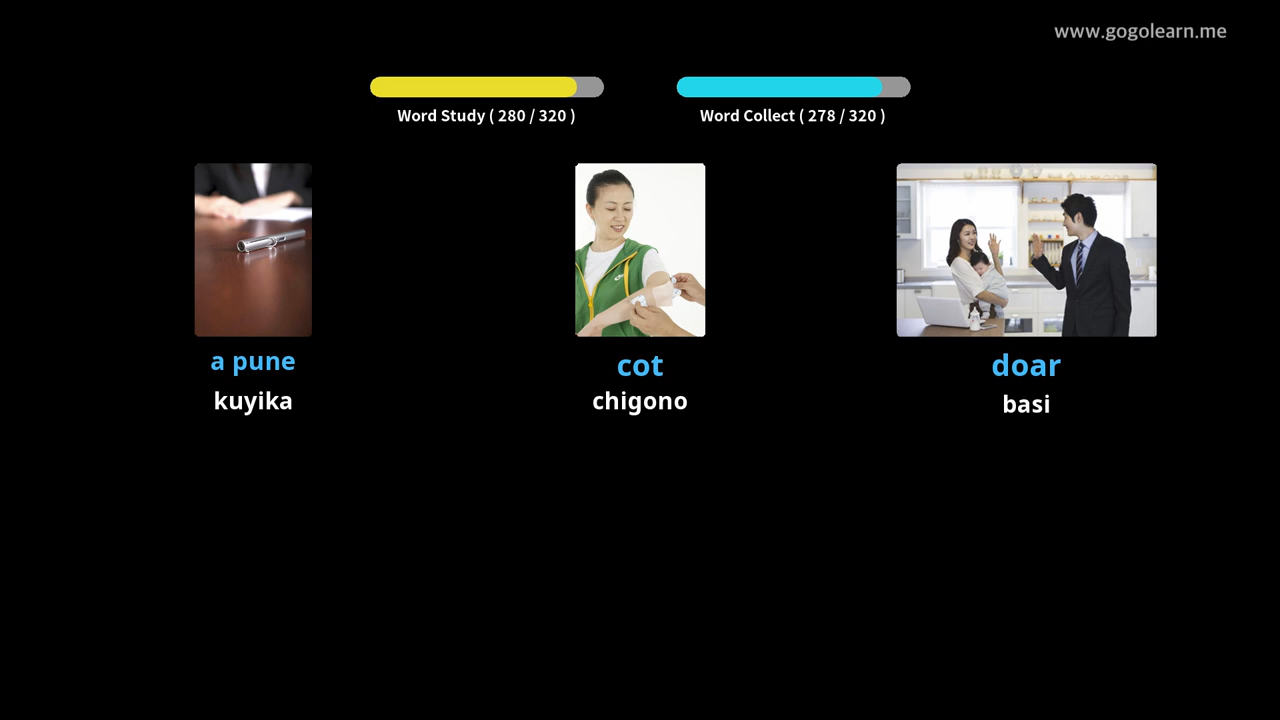 www.gogolearn.me
Word Study ( 280 / 320 )
Word Collect ( 278 / 320 )
a pune
kuyika
cot
chigono
doar
basi